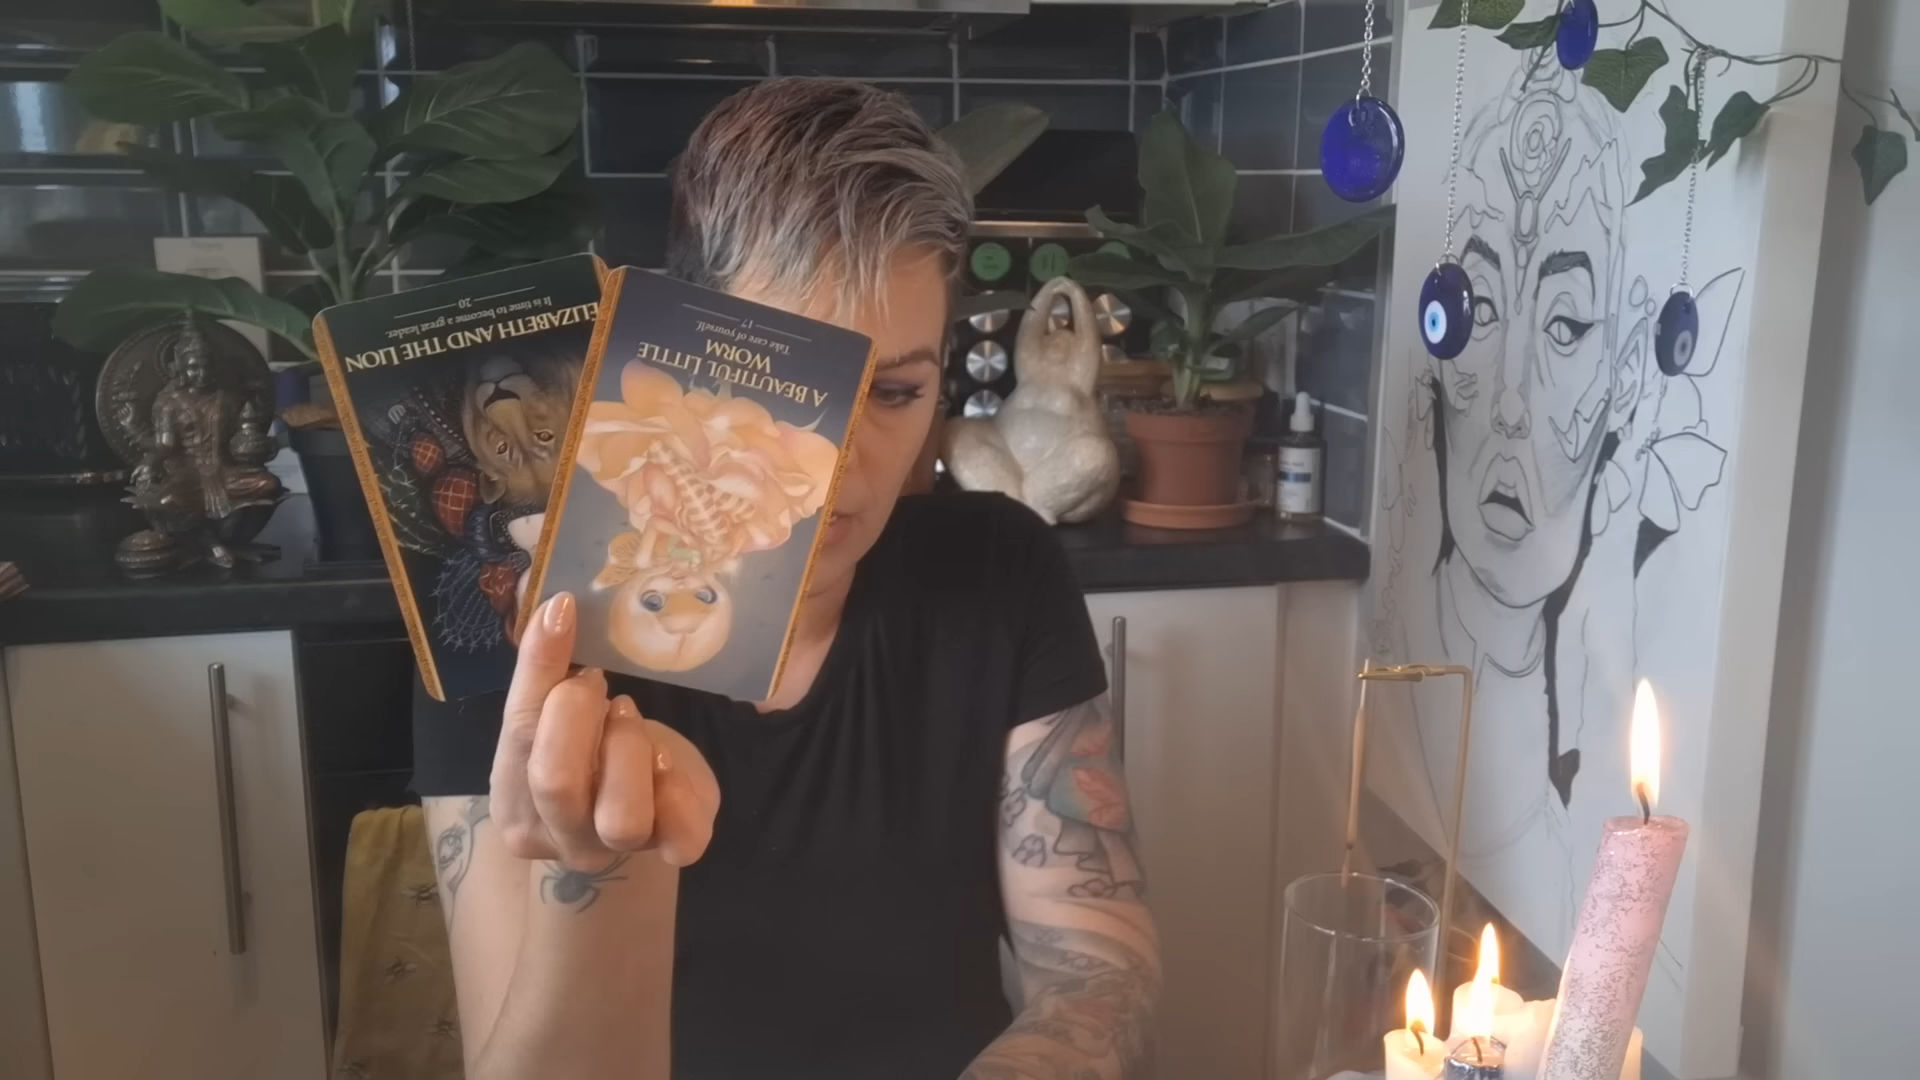 ELIZABETH AND THE LION
It is time to become a great leader.
20
A BEAUTIFUL LITTLE
WORM
Take care of yourself.
17